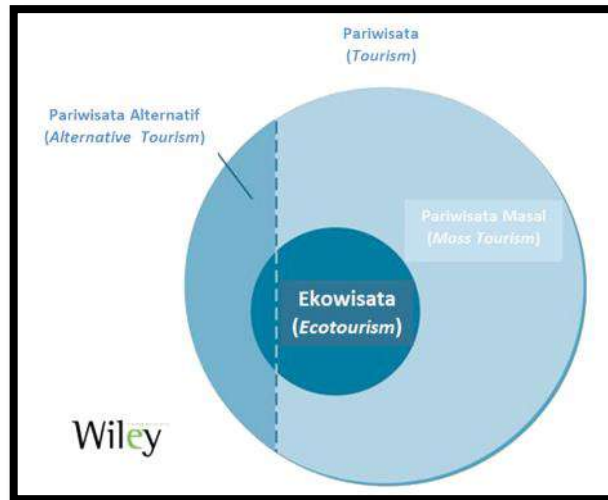 Pariwisata
(Tourism)
Pariwisata Alternatif
(Alternative Tourism)
Pariwisata Masal
(Mass Tourism)
Ekowisata
(Ecotourism)
Wiley